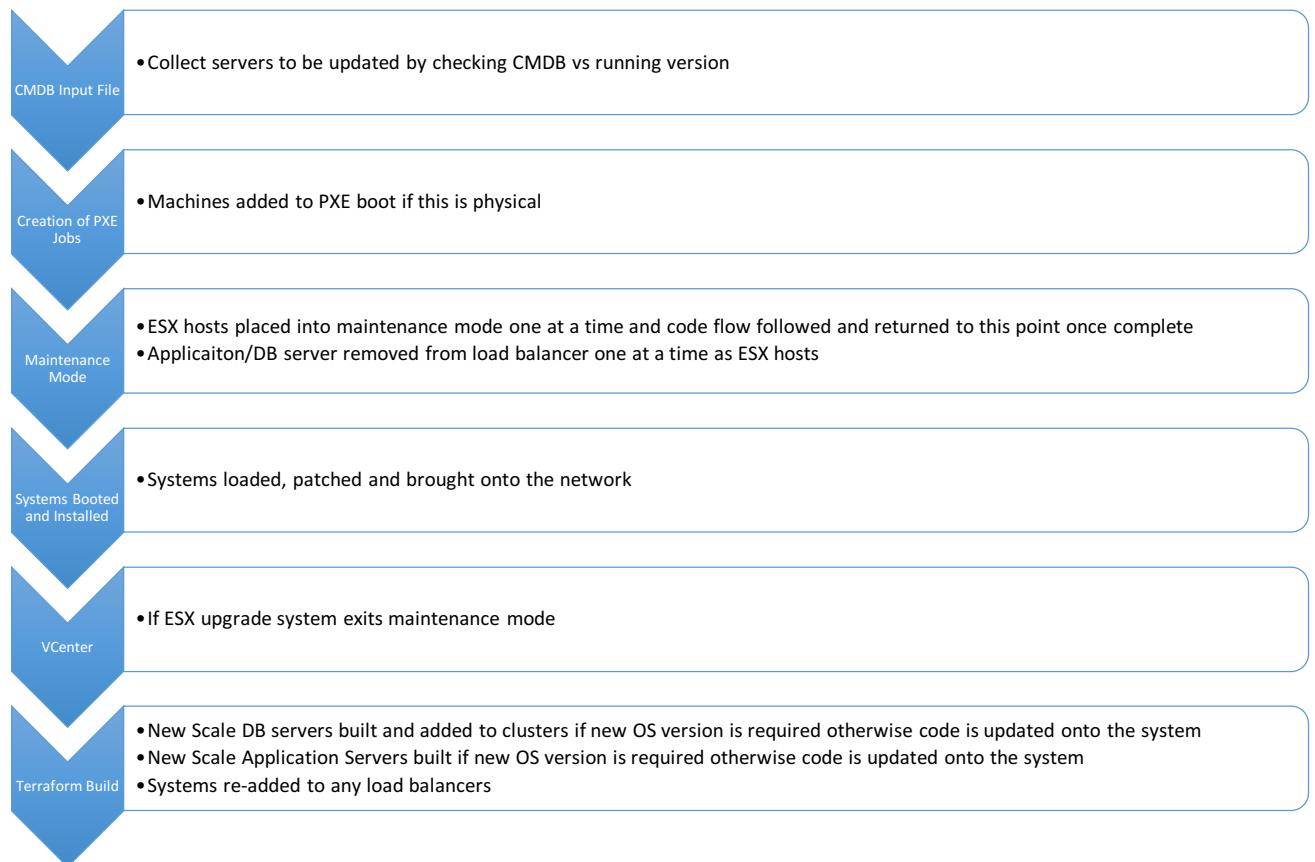 CMDB Input File
•Collect servers to be updated by checking CMDB vs running version
Creation of PXE
Jobs
•Machines added to PXE boot if this is physical
Maintenance
Mode
•ESX hosts placed into maintenance mode one at a time and code flow followed and returned to this point once complete
•Applicaiton/DB server removed from load balancer one at a time as ESX hosts
Systems Booted
and Installed
•Systems loaded, patched and brought onto the network
VCenter
•If ESX upgrade system exits maintenance mode
Terraform Build
•New Scale DB servers built and added to clusters if new OS version is required otherwise code is updated onto the system
•New Scale Application Servers built if new OS version is required otherwise code is updated onto the system
•Systems re-added to any load balancers